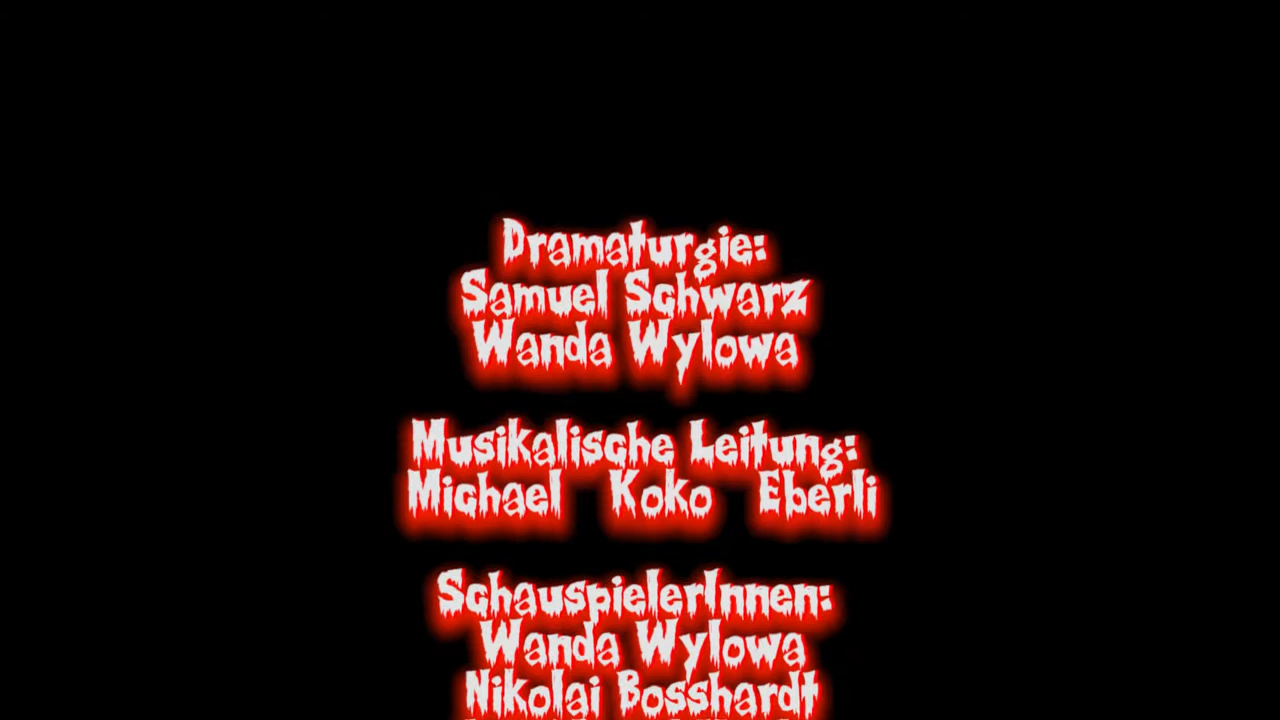 Dramaturgie:
Samuel Schwarz
Wanda Wylowa
Musikalische Leitung:
Michael Koko Eberli
SchauspielerInnen:
Wanda Wylowa
Nikolai Bosshardt